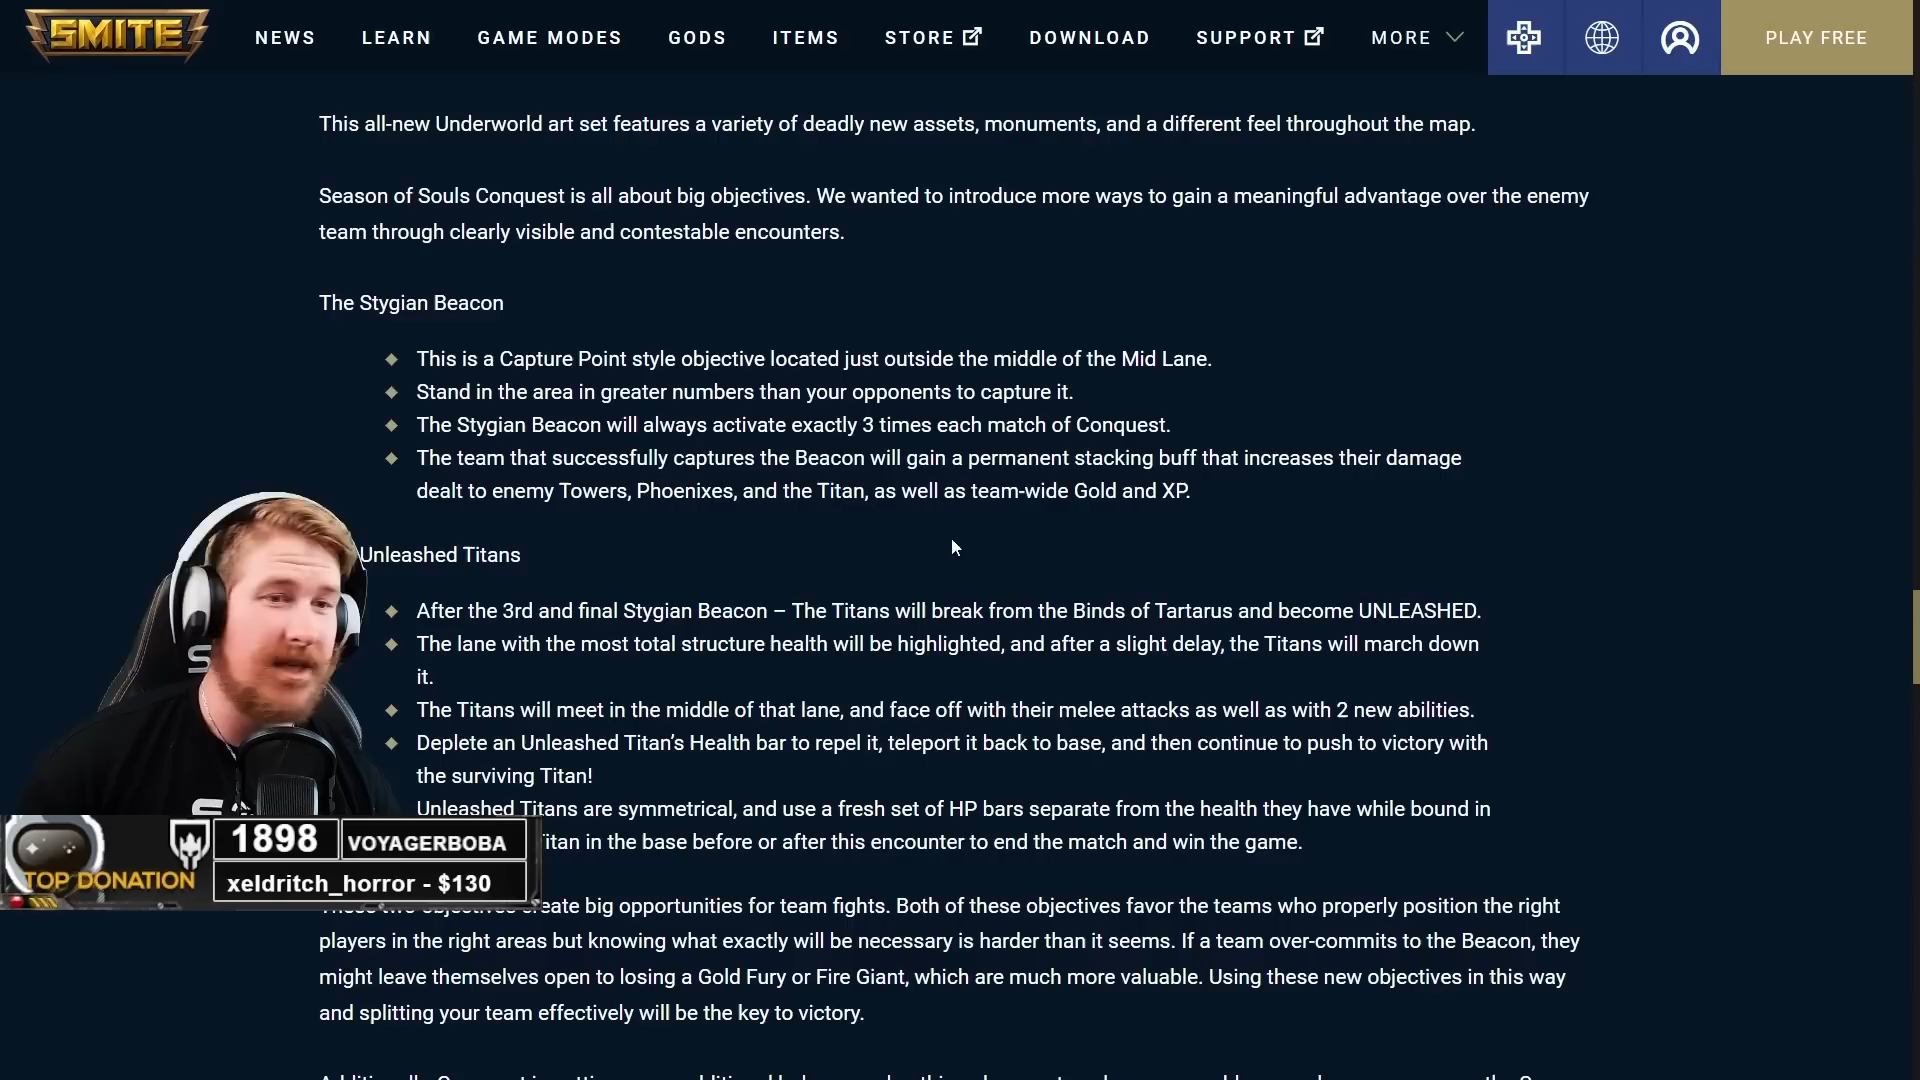 SMITE
NEWS LEARN GAME MODES GODS ITEMS STORE DOWNLOAD SUPPORT MORE PLAY FREE
This all-new Underworld art set features a variety of deadly new assets, monuments, and a different feel throughout the map.
Season of Souls Conquest is all about big objectives. We wanted to introduce more ways to gain a meaningful advantage over the enemy
team through clearly visible and contestable encounters.
The Stygian Beacon
This is a Capture Point style objective located just outside the middle of the Mid Lane.
Stand in the area in greater numbers than your opponents to capture it.
The Stygian Beacon will always activate exactly 3 times each match of Conquest.
The team that successfully captures the Beacon will gain a permanent stacking buff that increases their damage
dealt to enemy Towers, Phoenixes, and the Titan, as well as team-wide Gold and XP.
Unleashed Titans
After the 3rd and final Stygian Beacon – The Titans will break from the Binds of Tartarus and become UNLEASHED.
The lane with the most total structure health will be highlighted, and after a slight delay, the Titans will march down
it.
The Titans will meet in the middle of that lane, and face off with their melee attacks as well as with 2 new abilities.
Deplete an Unleashed Titan's Health bar to repel it, teleport it back to base, and then continue to push to victory with
the surviving Titan!
Unleashed Titans are symmetrical, and use a fresh set of HP bars separate from the health they have while bound in
Titan in the base before or after this encounter to end the match and win the game.
1898 VOYAGERBOBA
TOP DONATION xeldritch_horror - $130
two objectives create big opportunities for team fights. Both of these objectives favor the teams who properly position the right
players in the right areas but knowing what exactly will be necessary is harder than it seems. If a team over-commits to the Beacon, they
might leave themselves open to losing a Gold Fury or Fire Giant, which are much more valuable. Using these new objectives in this way
and splitting your team effectively will be the key to victory.